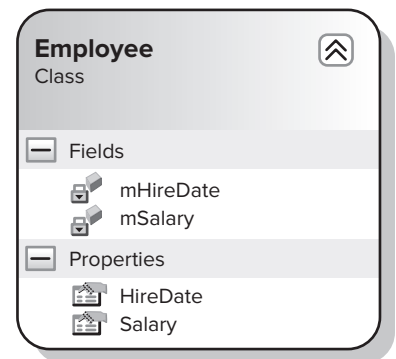 Employee
Class
Fields
mHireDate
mSalary
Properties
HireDate
Salary